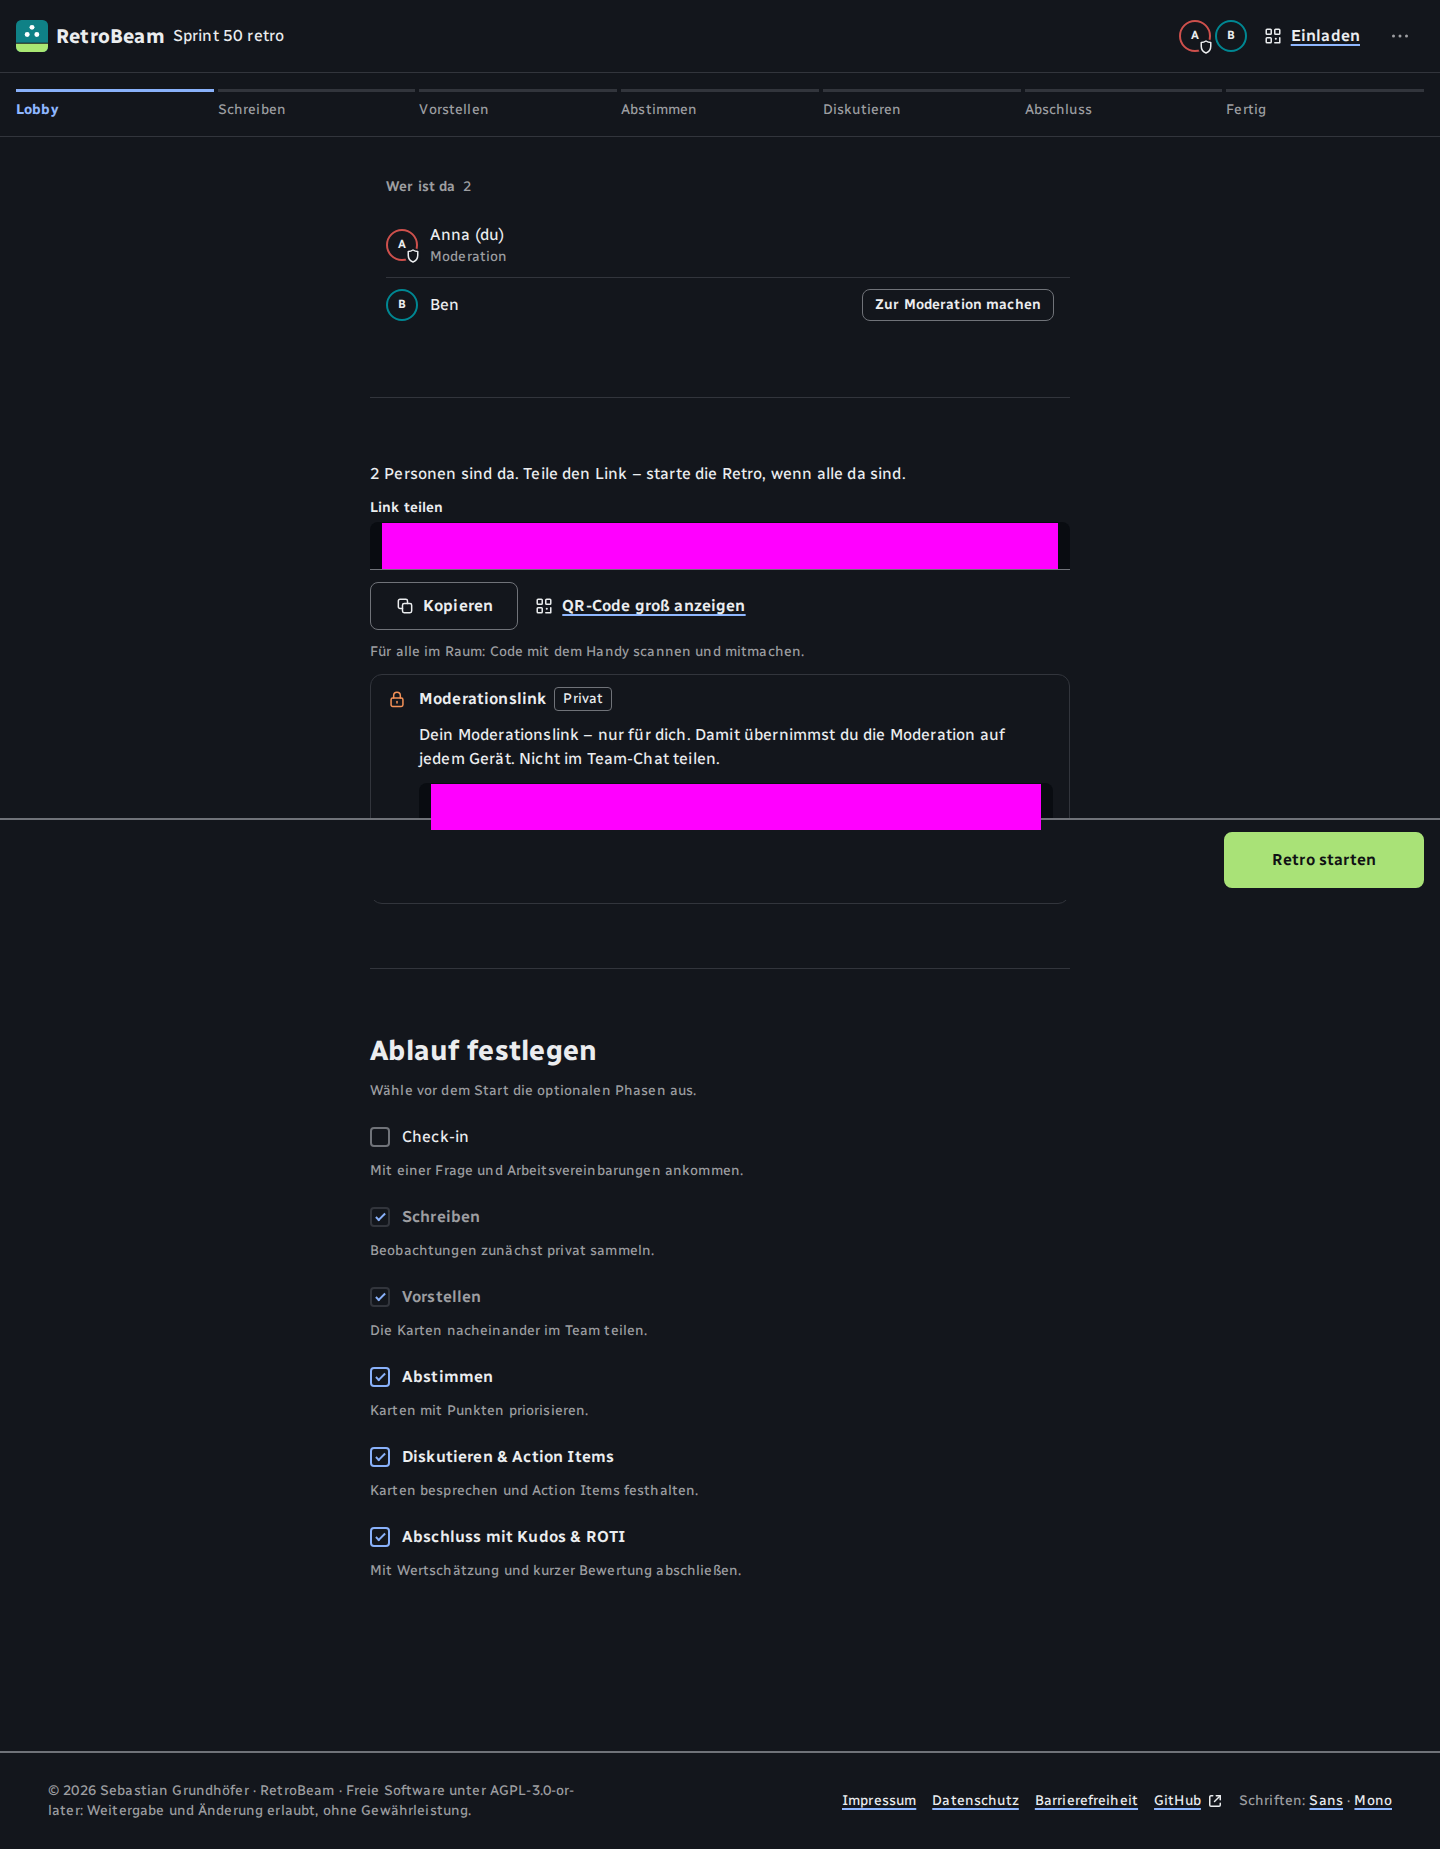 RetroBeam Sprint 50 retro
A B Einladen
Lobby Schreiben Vorstellen Abstimmen Diskutieren Abschluss Fertig
Wer ist da 2
A Anna (du)
Moderation
B Ben Zur Moderation machen
2 Personen sind da. Teile den Link – starte die Retro, wenn alle da sind.
Link teilen
Kopieren QR-Code groß anzeigen
Für alle im Raum: Code mit dem Handy scannen und mitmachen.
Moderationslink Privat
Dein Moderationslink – nur für dich. Damit übernimmst du die Moderation auf
jedem Gerät. Nicht im Team-Chat teilen.
Retro starten
Ablauf festlegen
Wähle vor dem Start die optionalen Phasen aus.
Check-in
Mit einer Frage und Arbeitsvereinbarungen ankommen.
Schreiben
Beobachtungen zunächst privat sammeln.
Vorstellen
Die Karten nacheinander im Team teilen.
Abstimmen
Karten mit Punkten priorisieren.
Diskutieren & Action Items
Karten besprechen und Action Items festhalten.
Abschluss mit Kudos & ROTI
Mit Wertschätzung und kurzer Bewertung abschließen.
© 2026 Sebastian Grundhöfer · RetroBeam · Freie Software unter AGPL-3.0-or-
later: Weitergabe und Änderung erlaubt, ohne Gewährleistung.
Impressum Datenschutz Barrierefreiheit GitHub Schriften: Sans · Mono